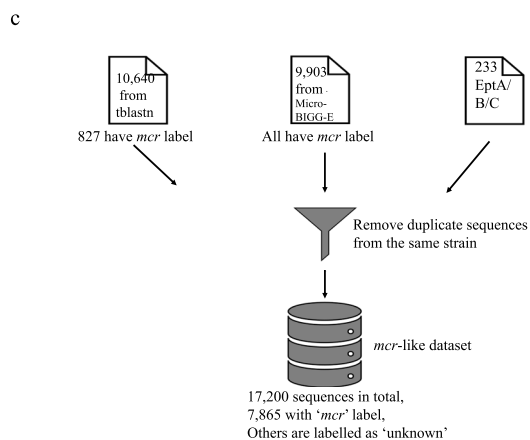 c
10,640
from
tblastn
827 have mcr label
9,903
from
Micro-
BIGG-E
All have mcr label
233
EptA/
B/C
Remove duplicate sequences
from the same strain
mcr-like dataset
17,200 sequences in total,
7,865 with ‘mcr’ label,
Others are labelled as ‘unknown’